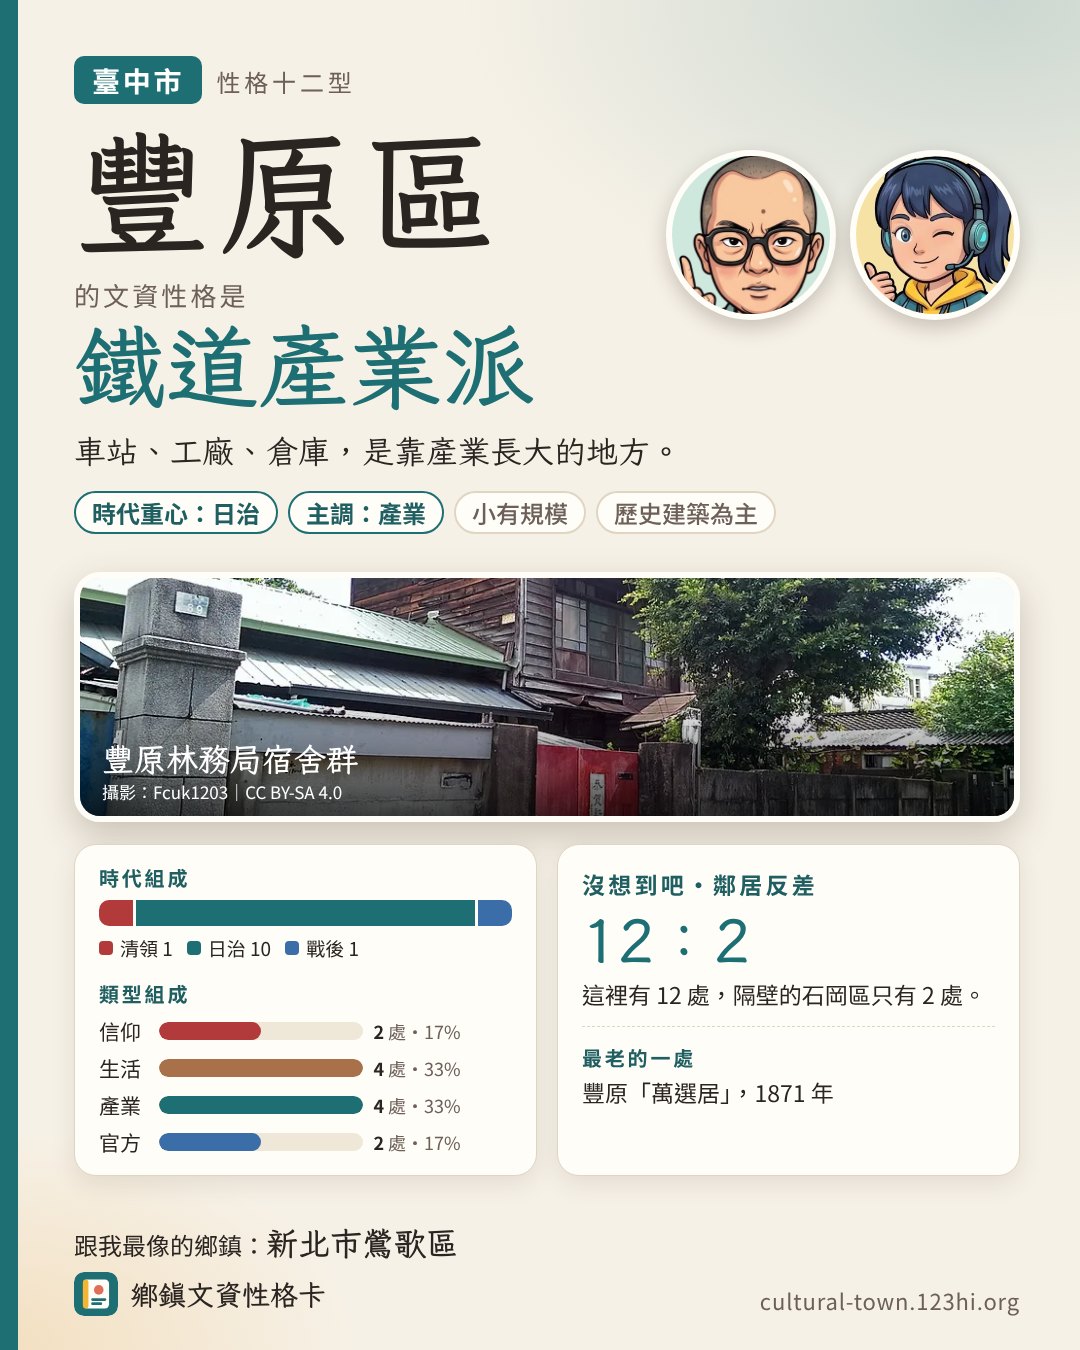 臺中市
性格十二型
豐原區
的文資性格是
鐵道產業派
車站、工廠、倉庫，是靠產業長大的地方。
時代重心：日治
主調：產業
小有規模
歷史建築為主
豐原林務局宿舍群
攝影：Fcuk1203｜CC BY-SA 4.0
時代組成
清領 1 日治 10 戰後 1
類型組成
信仰 2 處・17%
生活 4 處・33%
產業 4 處・33%
官方 2 處・17%
沒想到吧・鄰居反差
12：2
這裡有 12 處，隔壁的石岡區只有 2 處。
最老的一處
豐原「萬選居」，1871 年
跟我最像的鄉鎮：新北市鶯歌區
鄉鎮文資性格卡
cultural-town.123hi.org